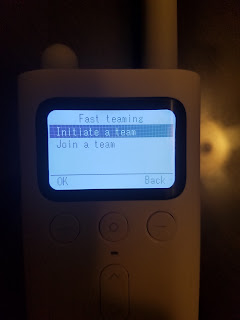 Fast teaming
Initiate a team
Join a team
OK Back